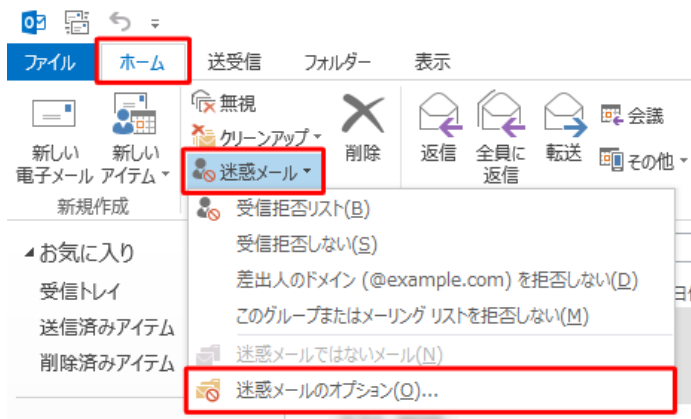 ファイル ホーム 送受信 フォルダー 表示
新しい
電子メール
新しい
アイテム
新規作成
無視
クリーンアップ
迷惑メール
削除
返信
全員に
返信
転送
会議
その他
受信拒否リスト(B)
受信拒否しない(S)
差出人のドメイン (@example.com) を拒否しない(D)
このグループまたはメーリング リストを拒否しない(M)
迷惑メールではないメール(N)
迷惑メールのオプション(O)...
お気に入り
受信トレイ
送信済みアイテム
削除済みアイテム